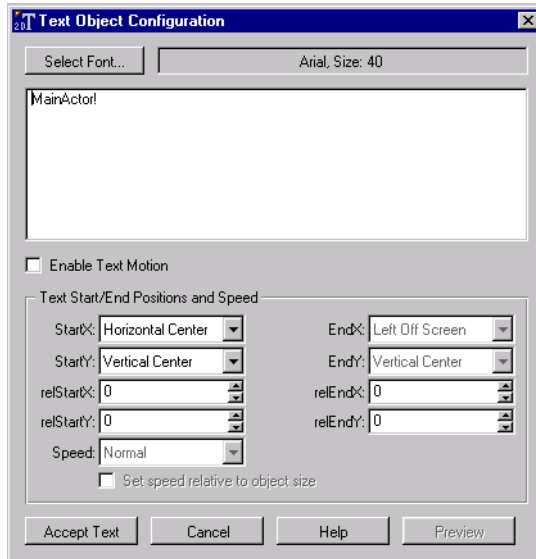 2D T Text Object Configuration
Select Font... Arial, Size: 40
MainActor!
Enable Text Motion
Text Start/End Positions and Speed
StartX: Horizontal Center EndX: Left Off Screen
StartY: Vertical Center EndY: Vertical Center
relStartX: 0 relEndX: 0
relStartY: 0 relEndY: 0
Speed: Normal
Set speed relative to object size
Accept Text Cancel Help Preview